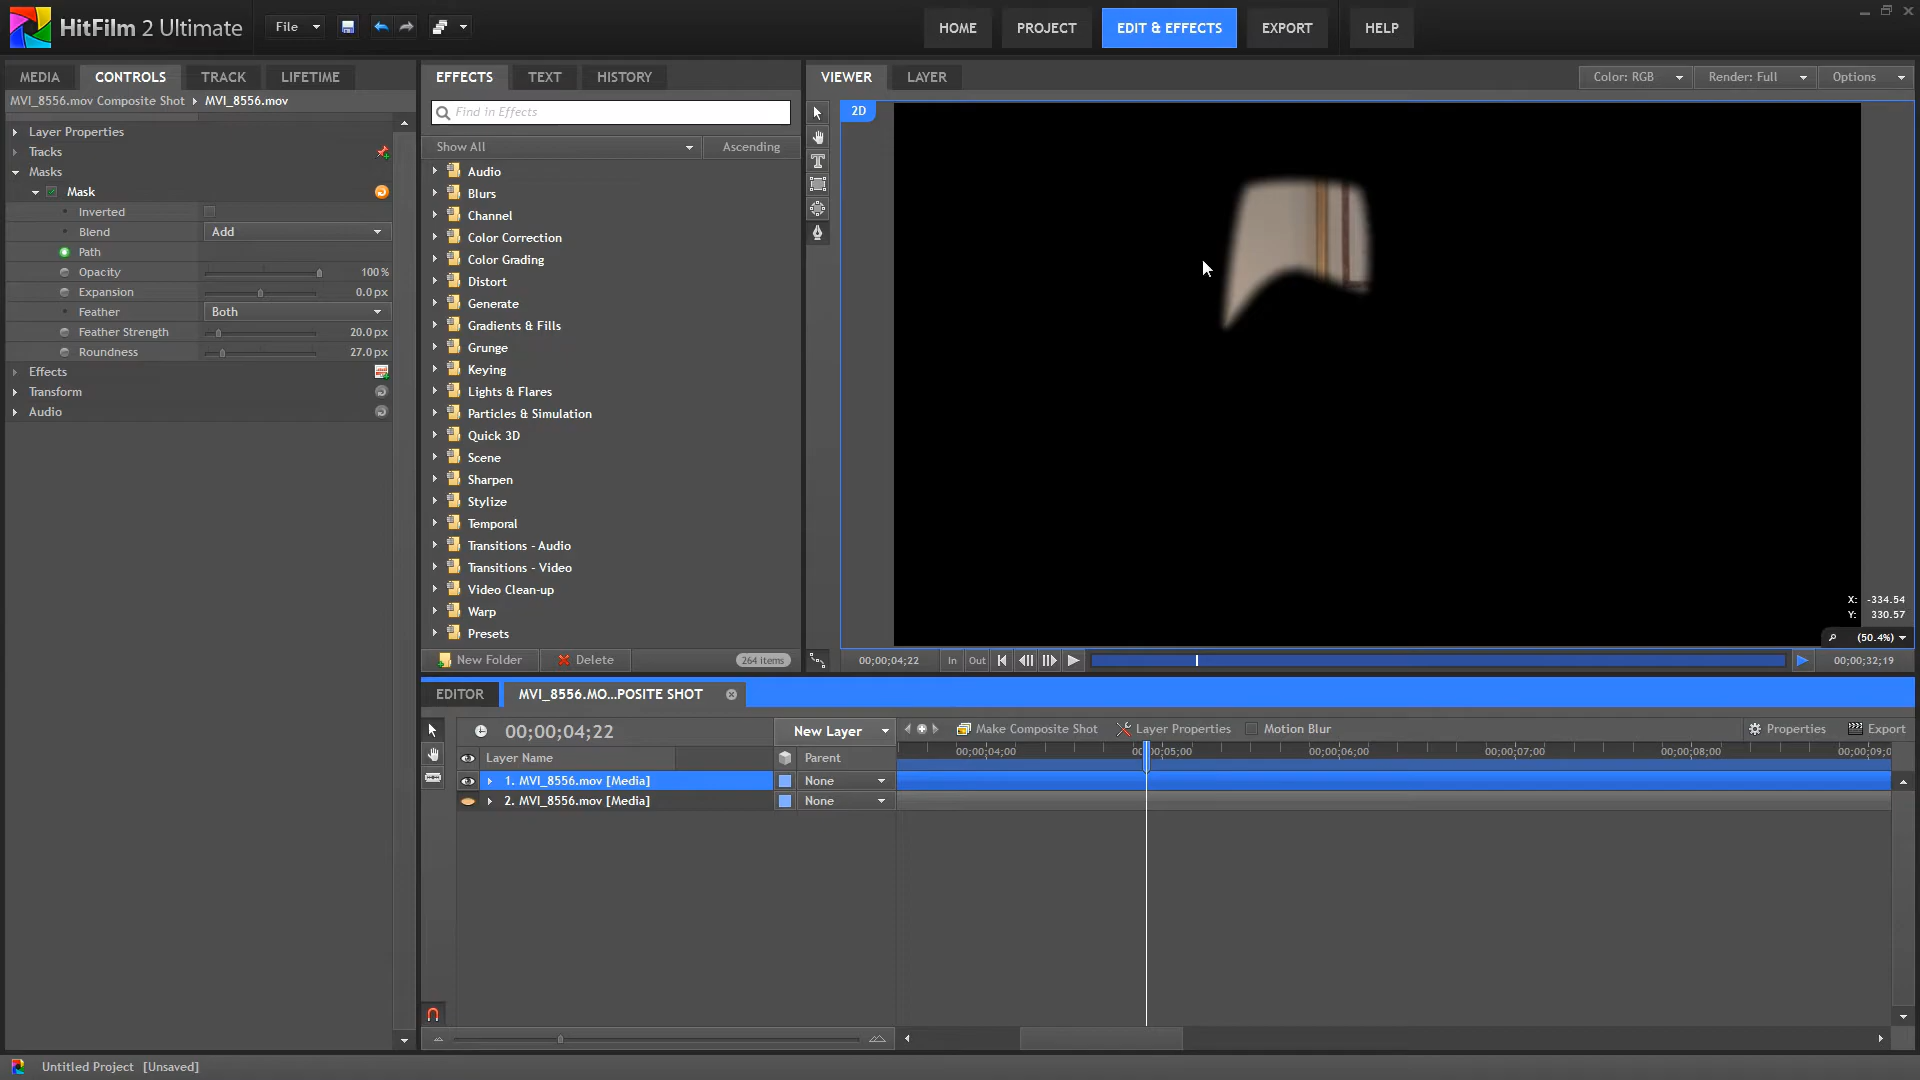 HitFilm 2 Ultimate
File
HOME
PROJECT
EDIT & EFFECTS
EXPORT
HELP
MEDIA
CONTROLS
TRACK
LIFETIME
MVI_8556.mov Composite Shot
MVI_8556.mov
Layer Properties
Tracks
Masks
Mask
Inverted
Blend
Add
Path
Opacity
100%
Expansion
0.0px
Feather
Both
Feather Strength
20.0px
Roundness
27.0px
Effects
Transform
Audio
EFFECTS
TEXT
HISTORY
Find in Effects
Show All
Ascending
Audio
Blurs
Channel
Color Correction
Color Grading
Distort
Generate
Gradients & Fills
Grunge
Keying
Lights & Flares
Particles & Simulation
Quick 3D
Scene
Sharpen
Stylize
Temporal
Transitions - Audio
Transitions - Video
Video Clean-up
Warp
Presets
New Folder
Delete
264 items
VIEWER
LAYER
Color: RGB
Render: Full
Options
2D
X: -334.54
Y: 330.57
(50.4%)
00;00;04;22
In
Out
00;00;32;19
EDITOR
MVI_8556.MO...POSITE SHOT
00;00;04;22
New Layer
Make Composite Shot
Layer Properties
Motion Blur
Properties
Export
Layer Name
Parent
00;00;04;00
00;00;05;00
00;00;06;00
00;00;07;00
00;00;08;00
00;00;09;0
1. MVI_8556.mov [Media]
None
2. MVI_8556.mov [Media]
None
Untitled Project [Unsaved]